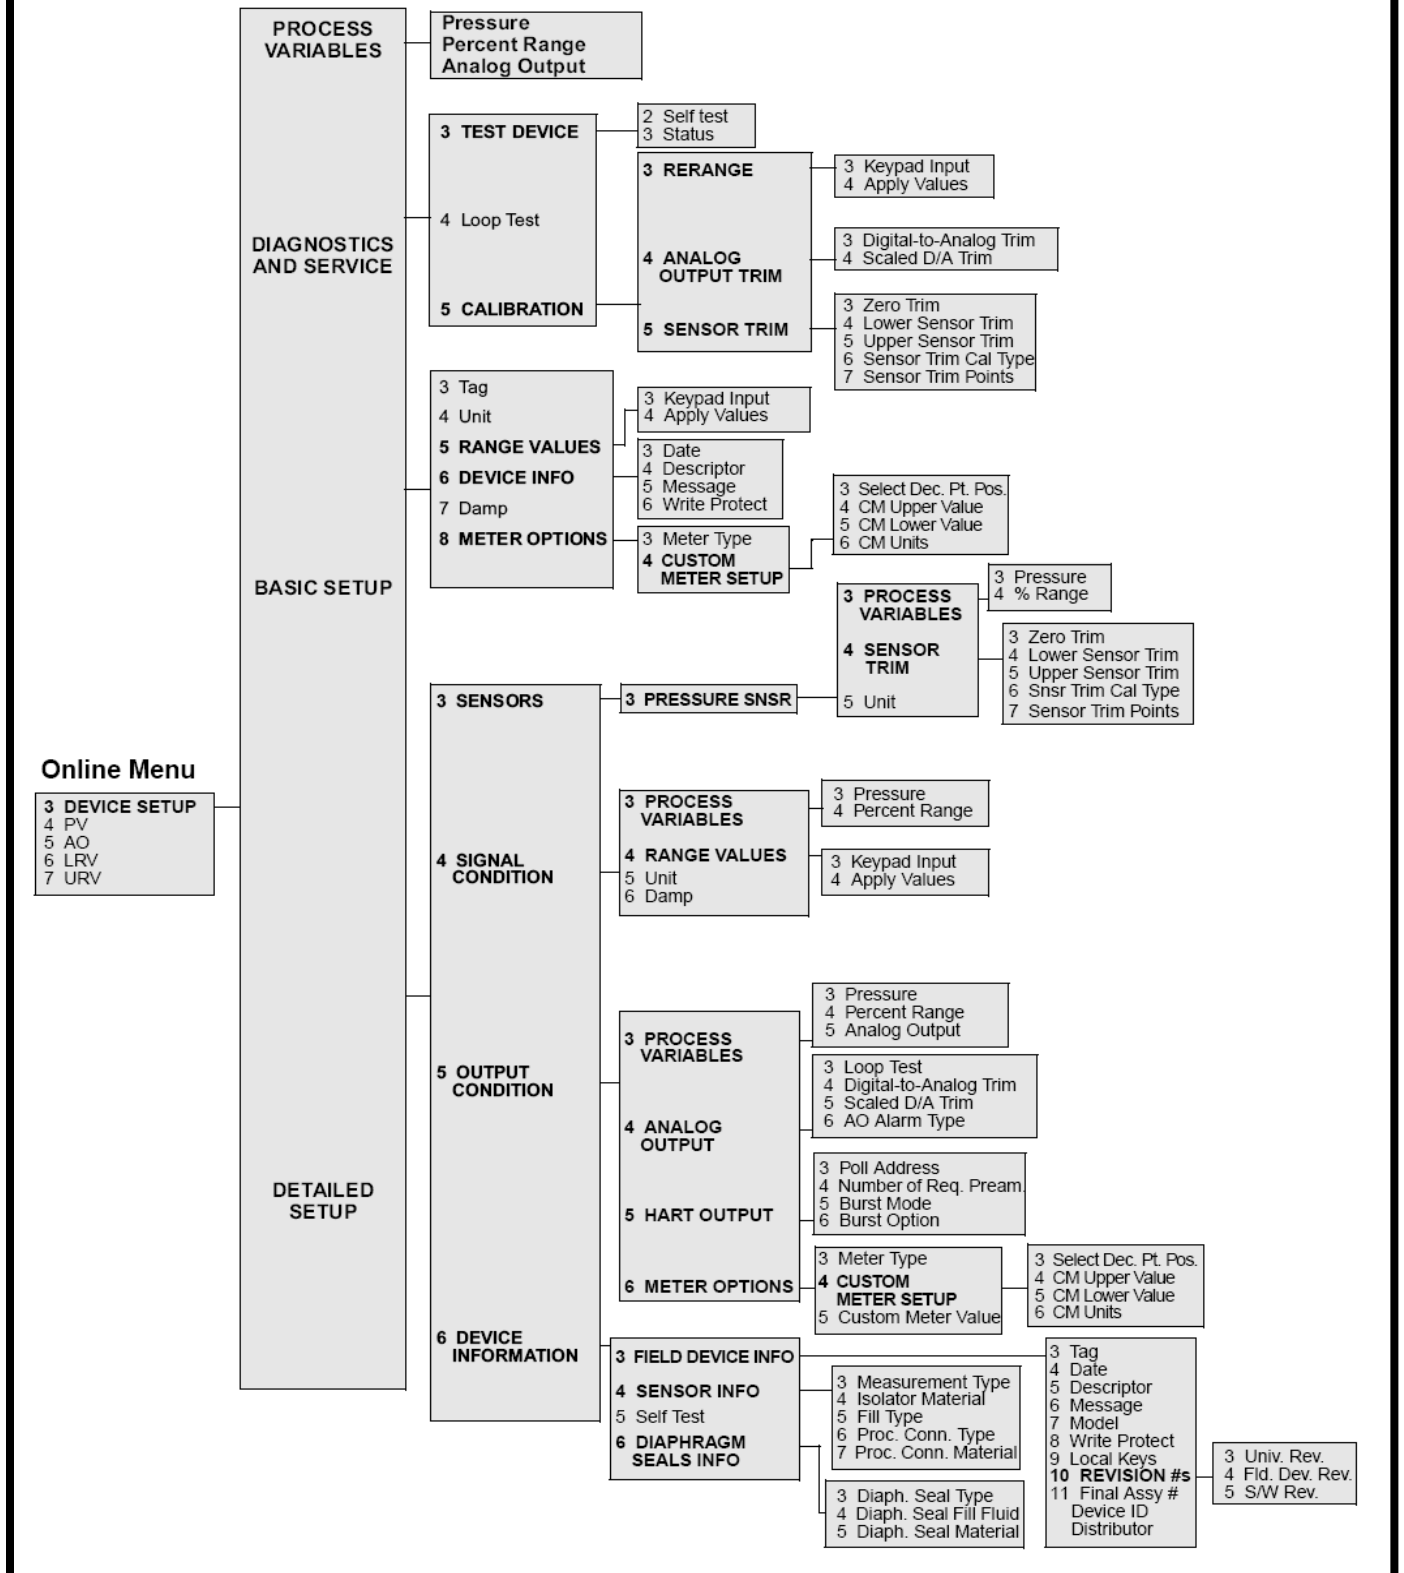 PROCESS
VARIABLES
Pressure
Percent Range
Analog Output
DIAGNOSTICS
AND SERVICE
3 TEST DEVICE
4 Loop Test
5 CALIBRATION
2 Self test
3 Status
3 RERANGE
4 ANALOG
OUTPUT TRIM
5 SENSOR TRIM
3 Keypad Input
4 Apply Values
3 Digital-to-Analog Trim
4 Scaled D/A Trim
3 Zero Trim
4 Lower Sensor Trim
5 Upper Sensor Trim
6 Sensor Trim Cal Type
7 Sensor Trim Points
BASIC SETUP
3 Tag
4 Unit
5 RANGE VALUES
6 DEVICE INFO
7 Damp
8 METER OPTIONS
3 Keypad Input
4 Apply Values
3 Date
4 Descriptor
5 Message
6 Write Protect
3 Meter Type
4 CUSTOM
METER SETUP
3 Select Dec. Pt. Pos.
4 CM Upper Value
5 CM Lower Value
6 CM Units
Online Menu
3 DEVICE SETUP
4 PV
5 AO
6 LRV
7 URV
DETAILED
SETUP
3 SENSORS
4 SIGNAL
CONDITION
5 OUTPUT
CONDITION
6 DEVICE
INFORMATION
3 PRESSURE SNSR
3 PROCESS
VARIABLES
4 SENSOR
TRIM
5 Unit
3 Pressure
4 % Range
3 Zero Trim
4 Lower Sensor Trim
5 Upper Sensor Trim
6 Snsr Trim Cal Type
7 Sensor Trim Points
3 PROCESS
VARIABLES
4 RANGE VALUES
5 Unit
6 Damp
3 Pressure
4 Percent Range
3 Keypad Input
4 Apply Values
3 PROCESS
VARIABLES
4 ANALOG
OUTPUT
5 HART OUTPUT
6 METER OPTIONS
3 Pressure
4 Percent Range
5 Analog Output
3 Loop Test
4 Digital-to-Analog Trim
5 Scaled D/A Trim
6 AO Alarm Type
3 Poll Address
4 Number of Req. Pream.
5 Burst Mode
6 Burst Option
3 Meter Type
4 CUSTOM
METER SETUP
5 Custom Meter Value
3 Select Dec. Pt. Pos.
4 CM Upper Value
5 CM Lower Value
6 CM Units
3 FIELD DEVICE INFO
4 SENSOR INFO
5 Self Test
6 DIAPHRAGM
SEALS INFO
3 Measurement Type
4 Isolator Material
5 Fill Type
6 Proc. Conn. Type
7 Proc. Conn. Material
3 Diaph. Seal Type
4 Diaph. Seal Fill Fluid
5 Diaph. Seal Material
3 Tag
4 Date
5 Descriptor
6 Message
7 Model
8 Write Protect
9 Local Keys
10 REVISION #s
11 Final Assy #
Device ID
Distributor
3 Univ. Rev.
4 Fld. Dev. Rev.
5 S/W Rev.